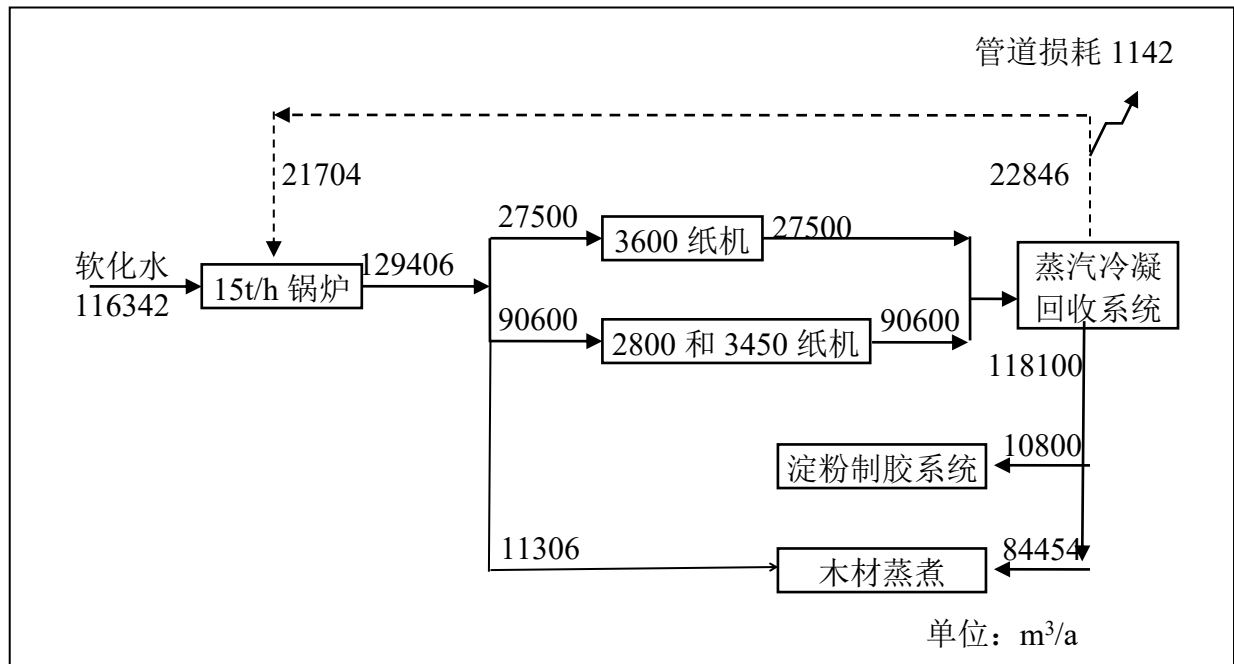 管道损耗 1142
21704
22846
27500
3600 纸机
27500
软化水
116342
15t/h 锅炉
129406
蒸汽冷凝
回收系统
90600
2800 和 3450 纸机
90600
118100
淀粉制胶系统
10800
11306
木材蒸煮
84454
单位：m³/a